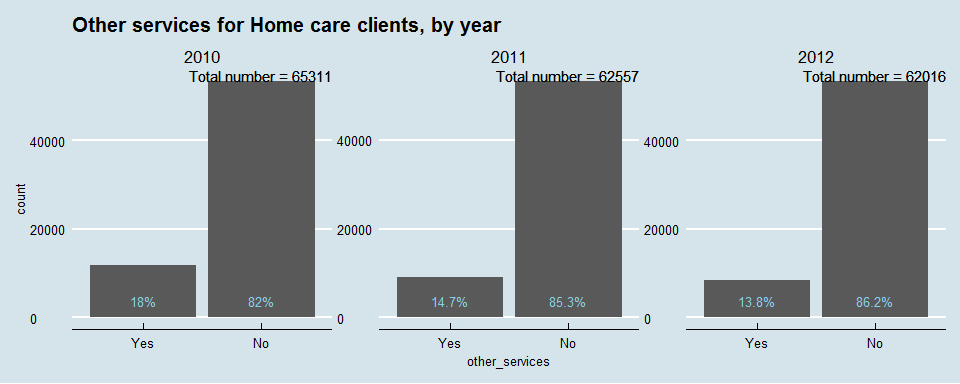 Other services for Home care clients, by year
2010 2011 2012
Total number = 65311 Total number = 62557 Total number = 62016
40000 40000 40000
count
20000 20000 20000
18% 82% 14.7% 85.3% 13.8% 86.2%
0 0 0
Yes No Yes No Yes No
other_services